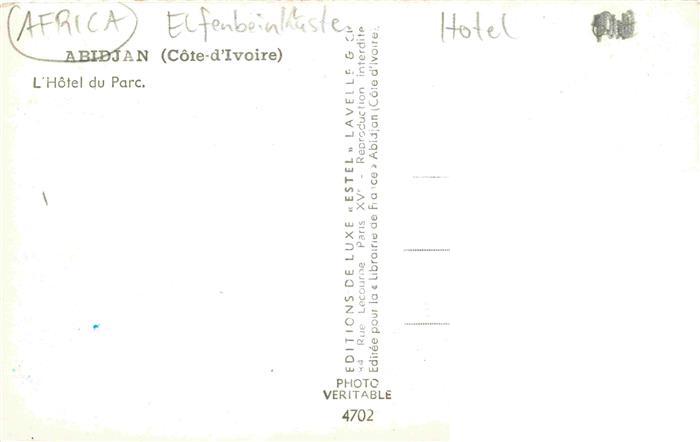 AFRICA Elfenbeinküste Hotel
ABIDJAN (Côte-d'Ivoire)
L'Hôtel du Parc.
EDITIONS DE LUXE « ESTEL » LAVELLE & Cie
Rue Lecourbe Paris XVe - Reproduction interdite
Editée pour la « Librairie de France » Abidjan (Côte d'Ivoire).
PHOTO
VERITABLE
4702